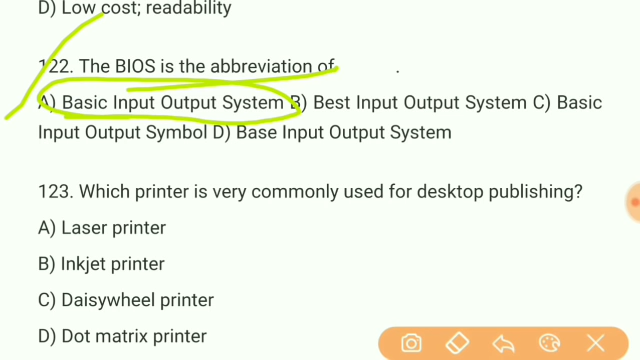 D) Low cost; readability
122. The BIOS is the abbreviation of .
A) Basic Input Output System B) Best Input Output System C) Basic
Input Output Symbol D) Base Input Output System
123. Which printer is very commonly used for desktop publishing?
A) Laser printer
B) Inkjet printer
C) Daisywheel printer
D) Dot matrix printer